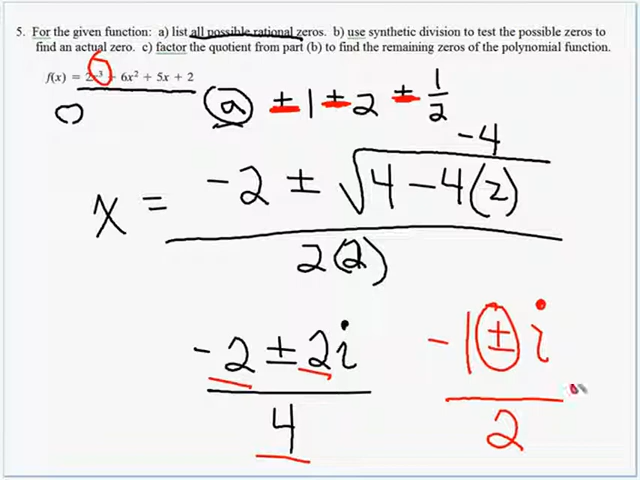 5. For the given function: a) list all possible rational zeros. b) use synthetic division to test the possible zeros to
find an actual zero. c) factor the quotient from part (b) to find the remaining zeros of the polynomial function.
f(x) = 2x³ + 6x² + 5x + 2
a ±1 ±2 ±1/2
-4
x = (-2 ± √(4 - 4(2))) / 2(2)
(-2 ± 2i) / 4
(-1 ± i) / 2